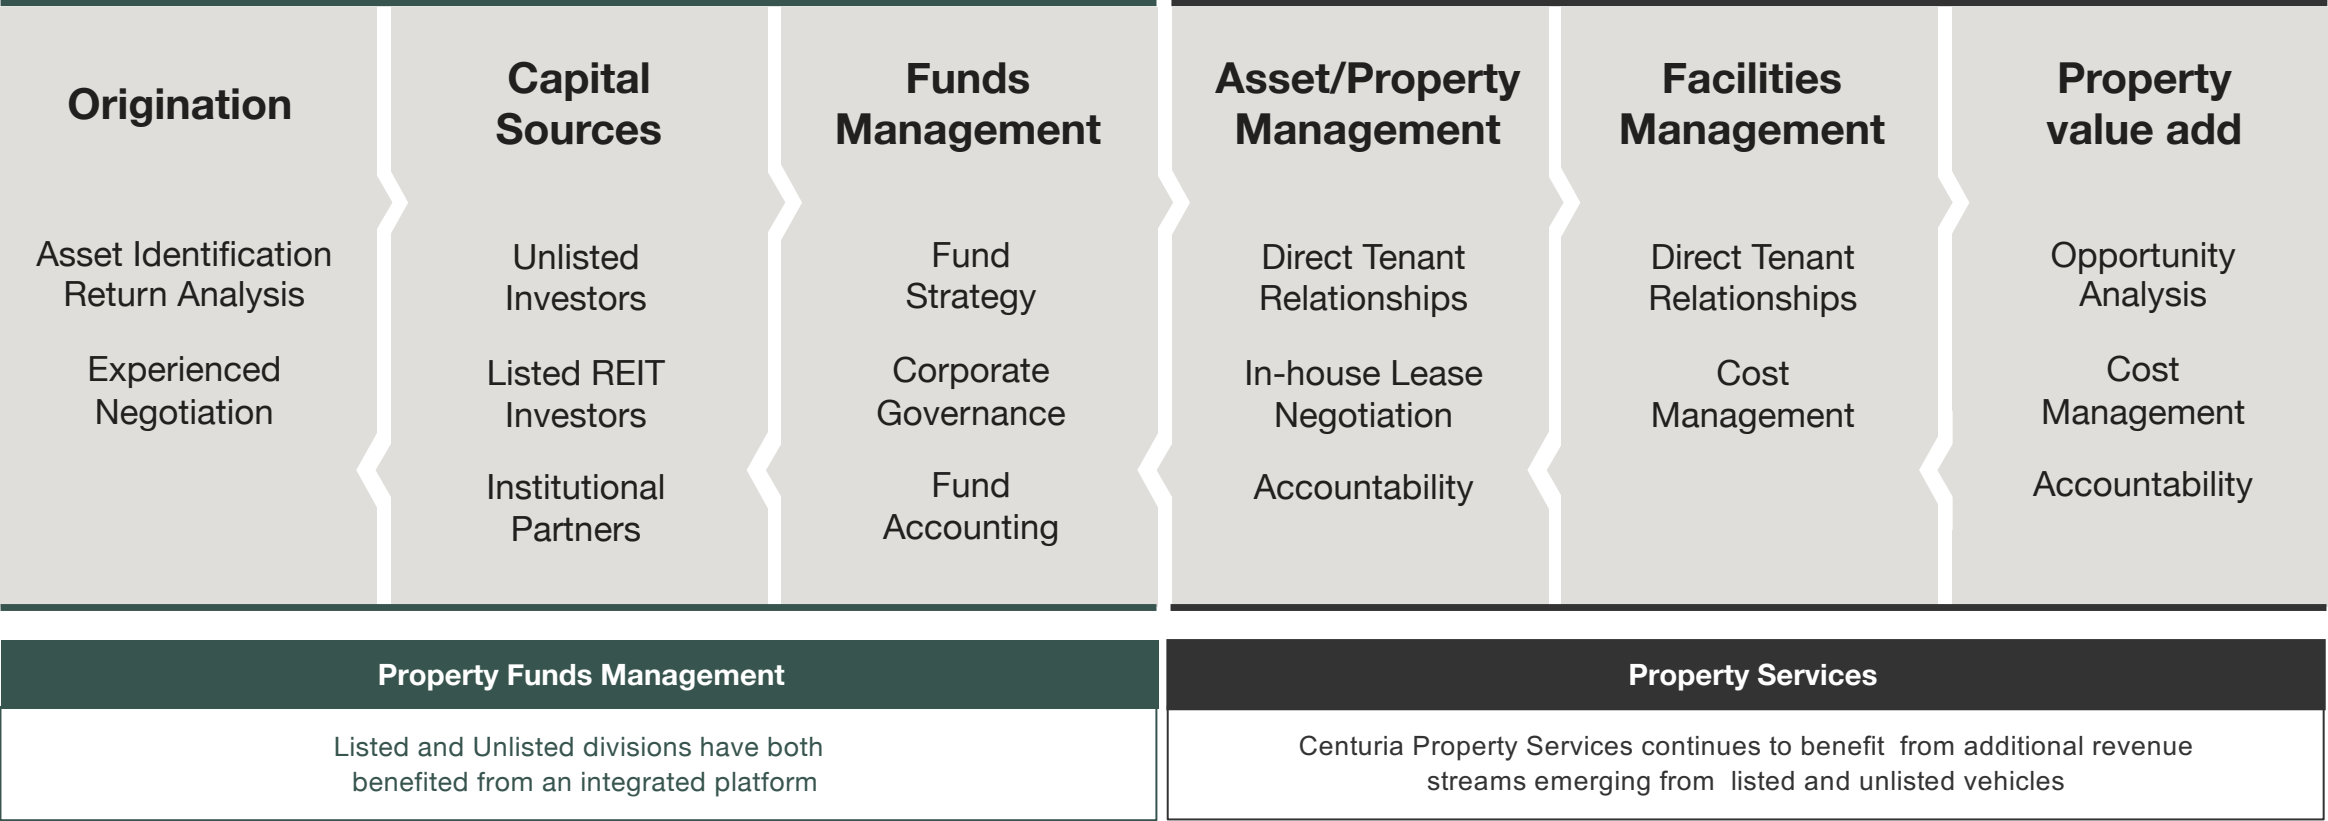 Origination
Asset Identification
Return Analysis
Experienced
Negotiation
Capital
Sources
Unlisted
Investors
Listed REIT
Investors
Institutional
Partners
Funds
Management
Fund
Strategy
Corporate
Governance
Fund
Accounting
Asset/Property
Management
Direct Tenant
Relationships
In-house Lease
Negotiation
Accountability
Facilities
Management
Direct Tenant
Relationships
Cost
Management
Property
value add
Opportunity
Analysis
Cost
Management
Accountability
Property Funds Management
Listed and Unlisted divisions have both
benefited from an integrated platform
Property Services
Centuria Property Services continues to benefit from additional revenue
streams emerging from listed and unlisted vehicles